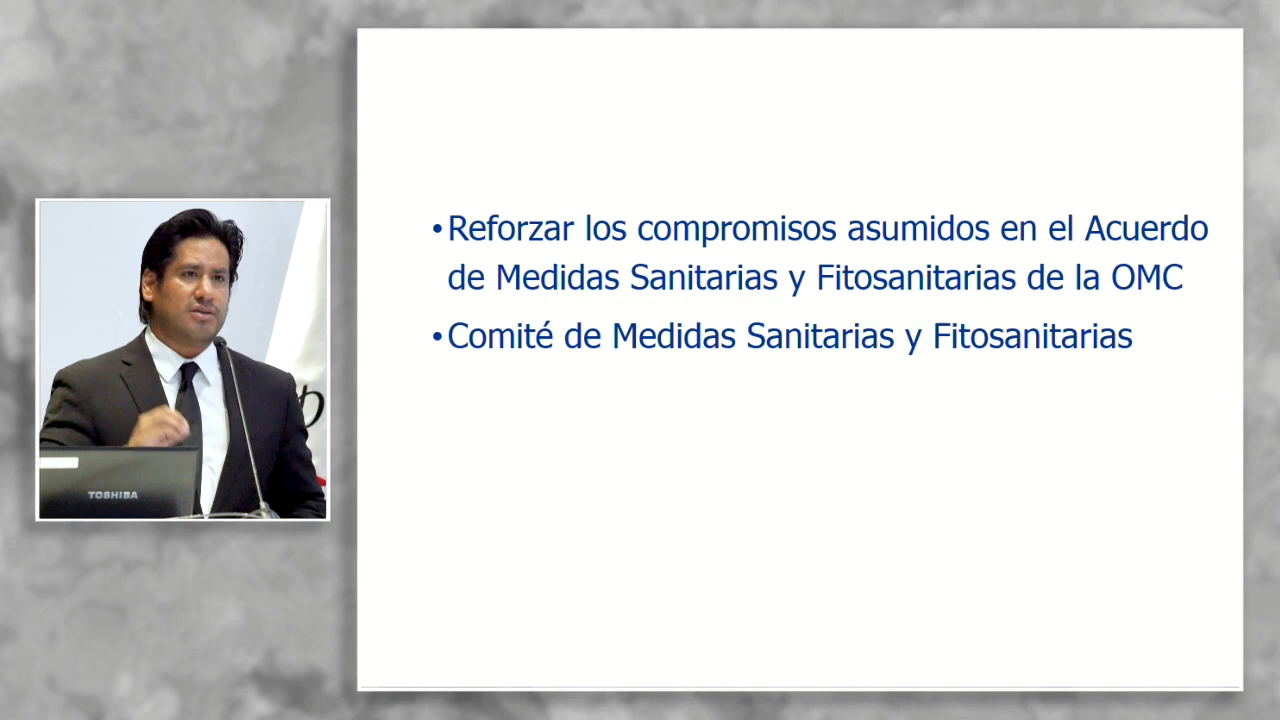 • Reforzar los compromisos asumidos en el Acuerdo
de Medidas Sanitarias y Fitosanitarias de la OMC
• Comité de Medidas Sanitarias y Fitosanitarias
TOSHIBA